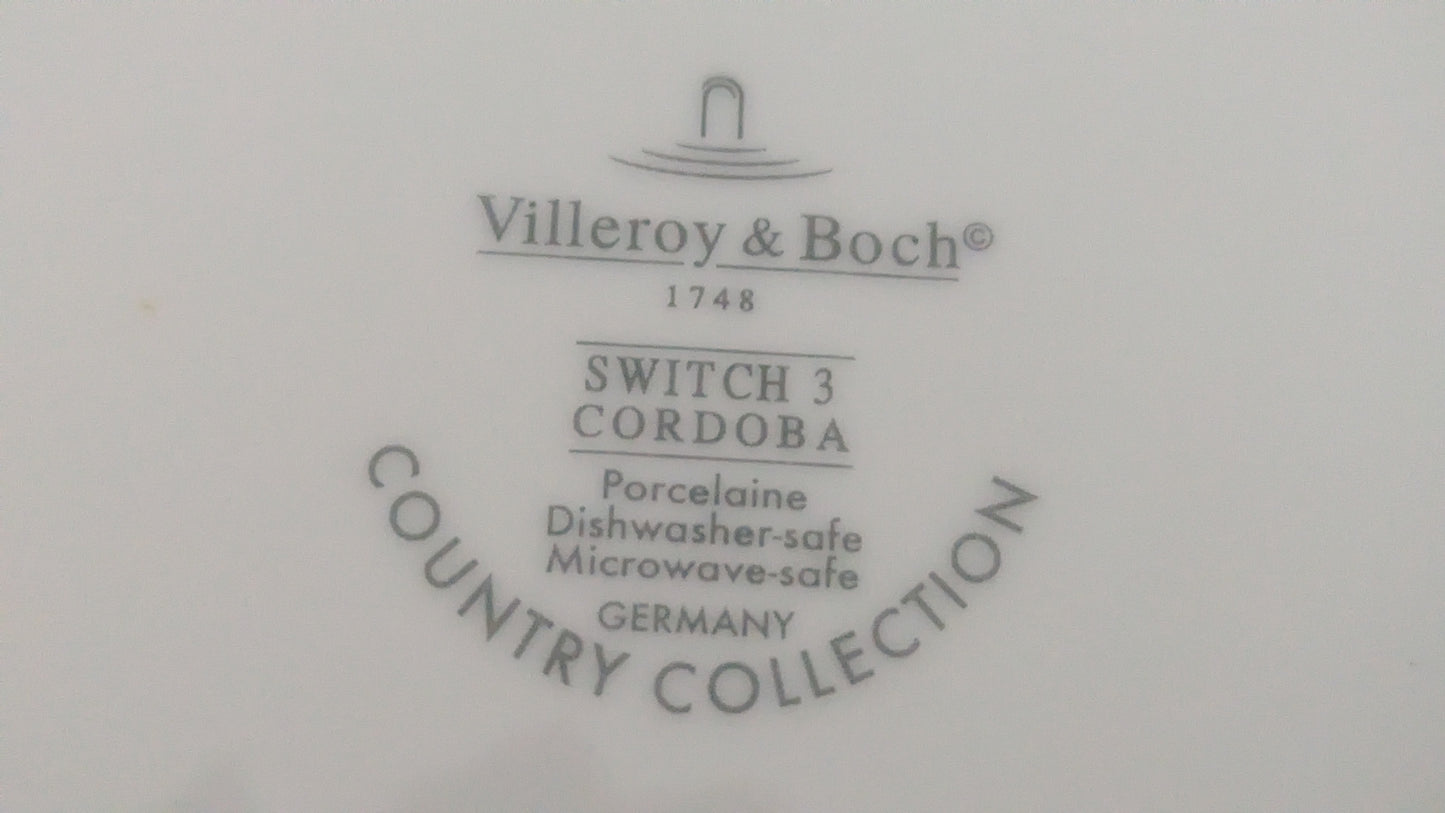 Villeroy & Boch©
1748
SWITCH 3
CORDOBA
Porcelaine
Dishwasher-safe
Microwave-safe
GERMANY
COUNTRY COLLECTION